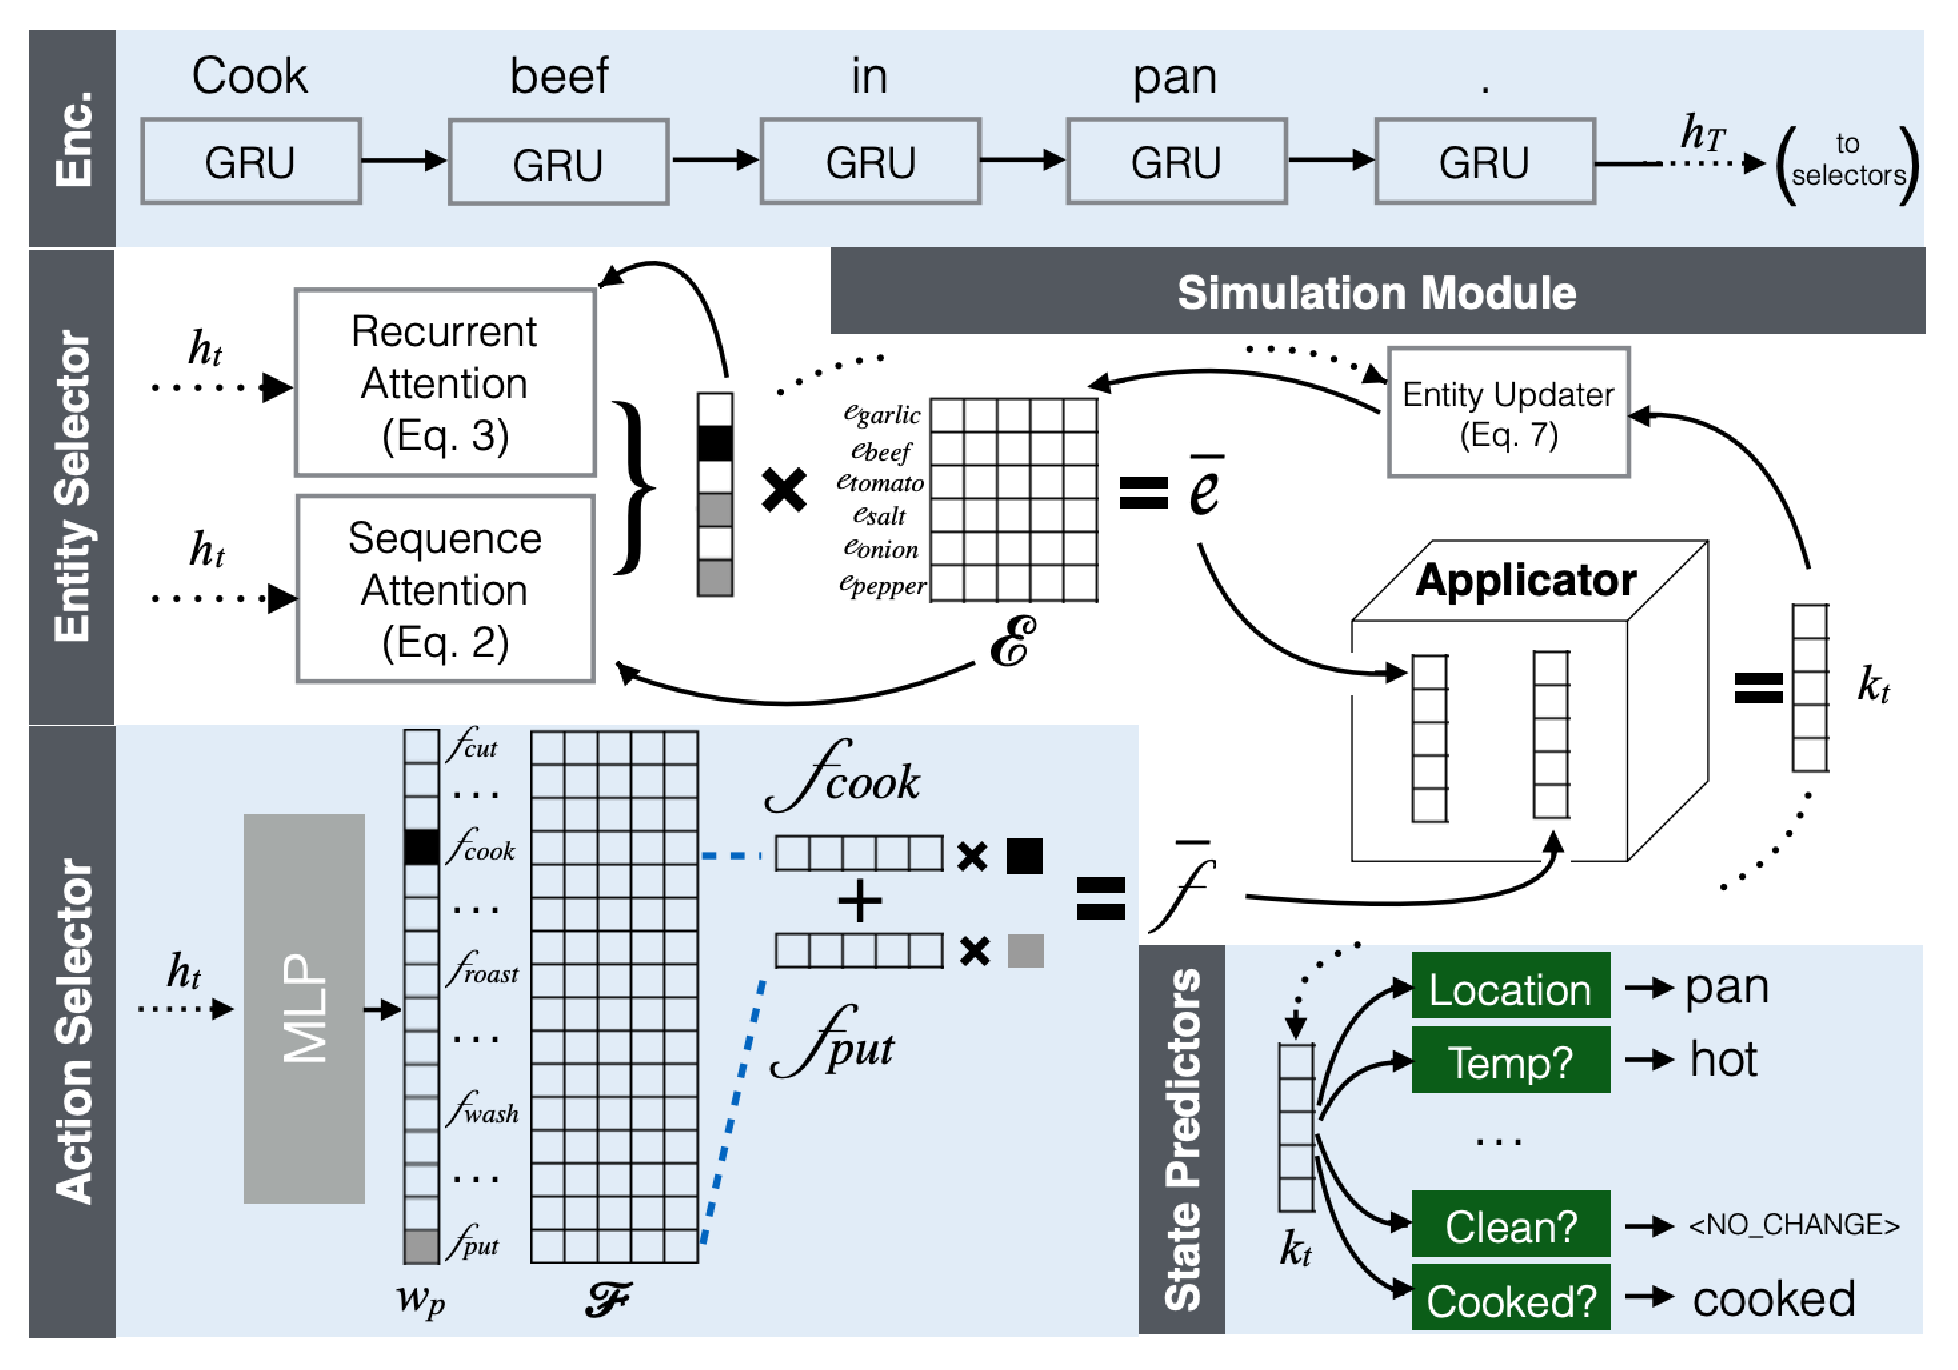 Enc.
Cook beef in pan .
GRU GRU GRU GRU GRU
h_T
( to selectors )
Entity Selector
h_t
Recurrent
Attention
(Eq. 3)
h_t
Sequence
Attention
(Eq. 2)
}
×
e_garlic
e_beef
e_tomato
e_salt
e_onion
e_pepper
ℰ
= e̅
Simulation Module
Entity Updater
(Eq. 7)
Applicator
= k_t
Action Selector
h_t
MLP
f_cut
...
f_cook
...
f_roast
...
f_wash
...
f_put
w_p
ℱ
f_cook
×
+
×
f_put
= f̅
State Predictors
k_t
Location pan
Temp? hot
...
Clean? <NO_CHANGE>
Cooked? cooked